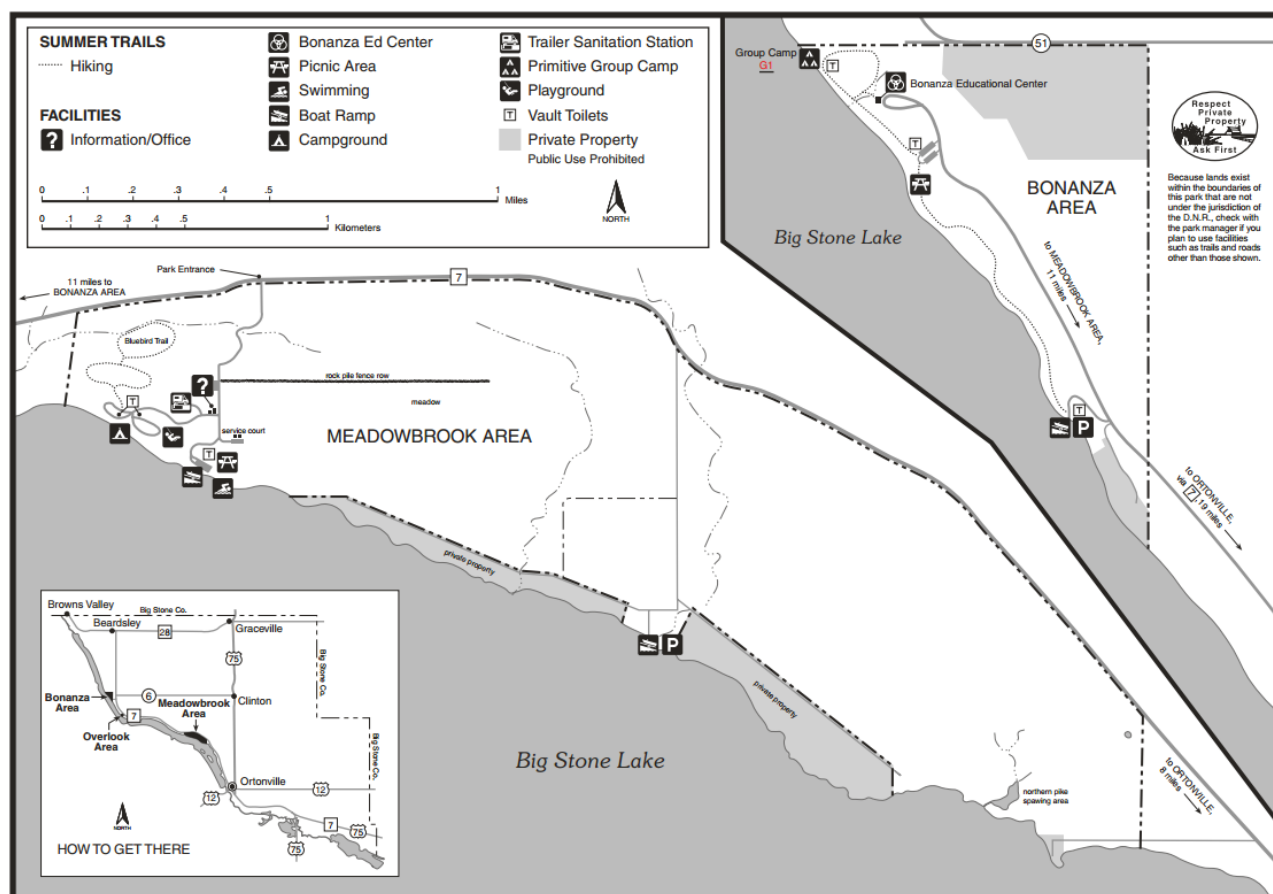 SUMMER TRAILS
Hiking
FACILITIES
? Information/Office
Bonanza Ed Center
Picnic Area
Swimming
Boat Ramp
Campground
Trailer Sanitation Station
Primitive Group Camp
Playground
T Vault Toilets
Private Property
Public Use Prohibited
0 .1 .2 .3 .4 .5 1
Miles
0 .1 .2 .3 .4 .5 1
Kilometers
NORTH
Group Camp
G1
T
51
Bonanza Educational Center
T
BONANZA
AREA
Big Stone Lake
to MEADOWBROOK AREA,
11 miles
T
P
to ORTONVILLE,
via 7, 19 miles
Respect
Private
Property
Ask First
Because lands exist
within the boundaries of
this park that are not
under the jurisdiction of
the D.N.R., check with
the park manager if you
plan to use facilities
such as trails and roads
other than those shown.
Park Entrance
11 miles to
BONANZA AREA
7
Bluebird Trail
?
rock pile fence row
meadow
T
service court
MEADOWBROOK AREA
T
private property
P
private property
Big Stone Lake
northern pike
spawing area
to ORTONVILLE,
8 miles
Browns Valley
Big Stone Co.
Beardsley
28
Graceville
75
Big Stone Co.
Bonanza
Area
6
Clinton
Meadowbrook
Area
7
Overlook
Area
Big Stone Co.
Ortonville
12
12
7
75
75
NORTH
HOW TO GET THERE